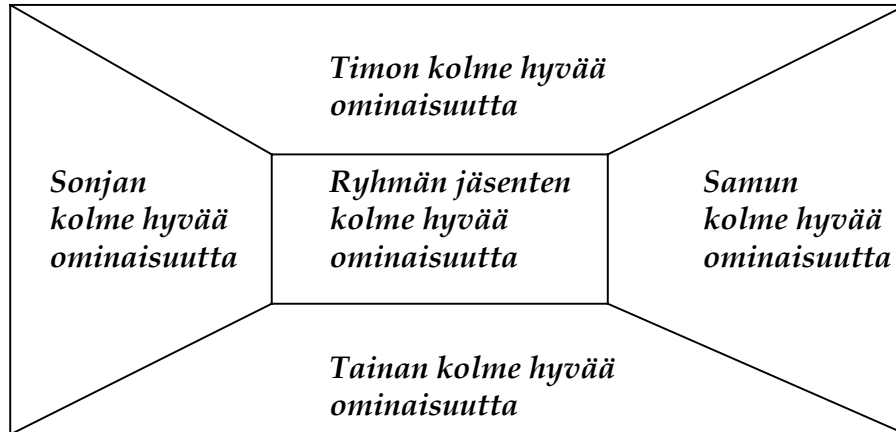 Timon kolme hyvää
ominaisuutta
Sonjan
kolme hyvää
ominaisuutta
Ryhmän jäsenten
kolme hyvää
ominaisuutta
Samun
kolme hyvää
ominaisuutta
Tainan kolme hyvää
ominaisuutta